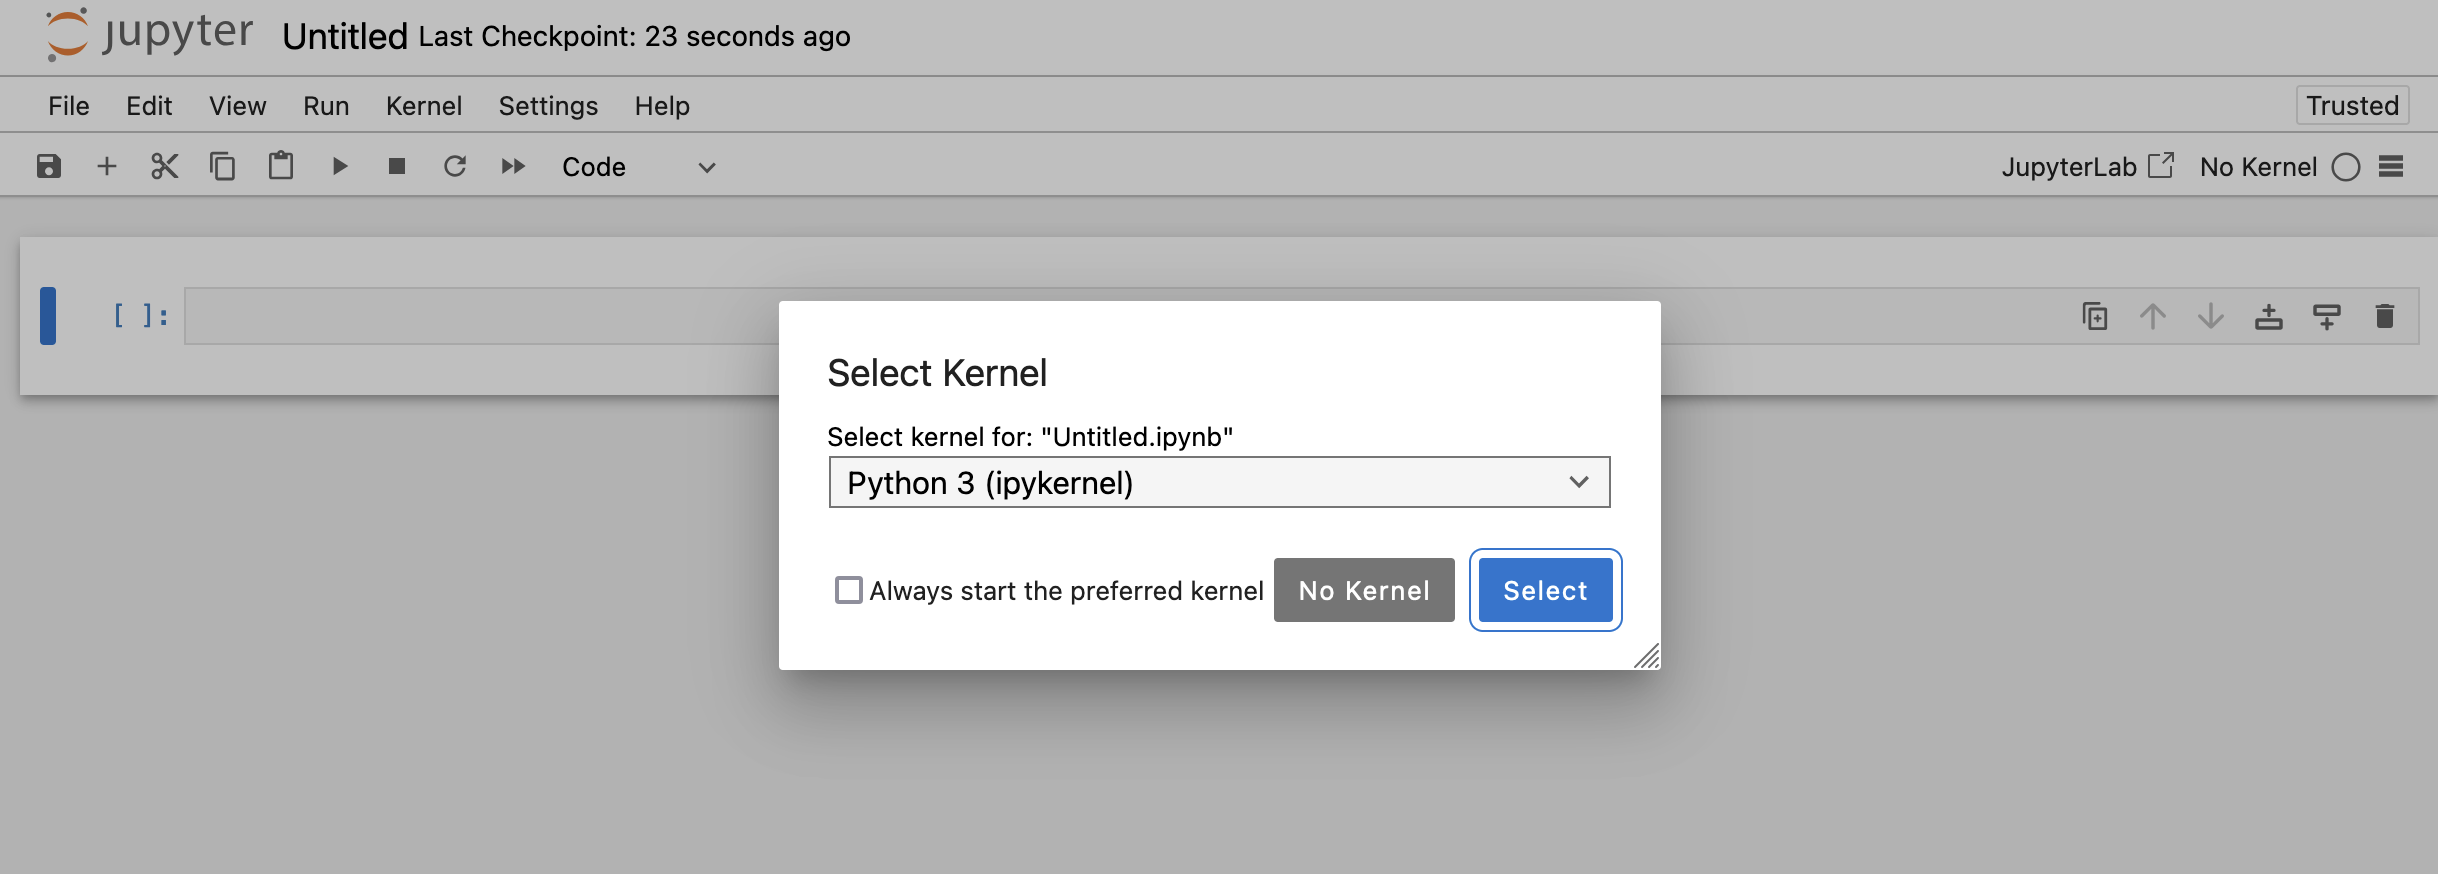 jupyter Untitled Last Checkpoint: 23 seconds ago
File Edit View Run Kernel Settings Help Trusted
Code JupyterLab No Kernel
[ ]:
Select Kernel
Select kernel for: "Untitled.ipynb"
Python 3 (ipykernel)
Always start the preferred kernel No Kernel Select